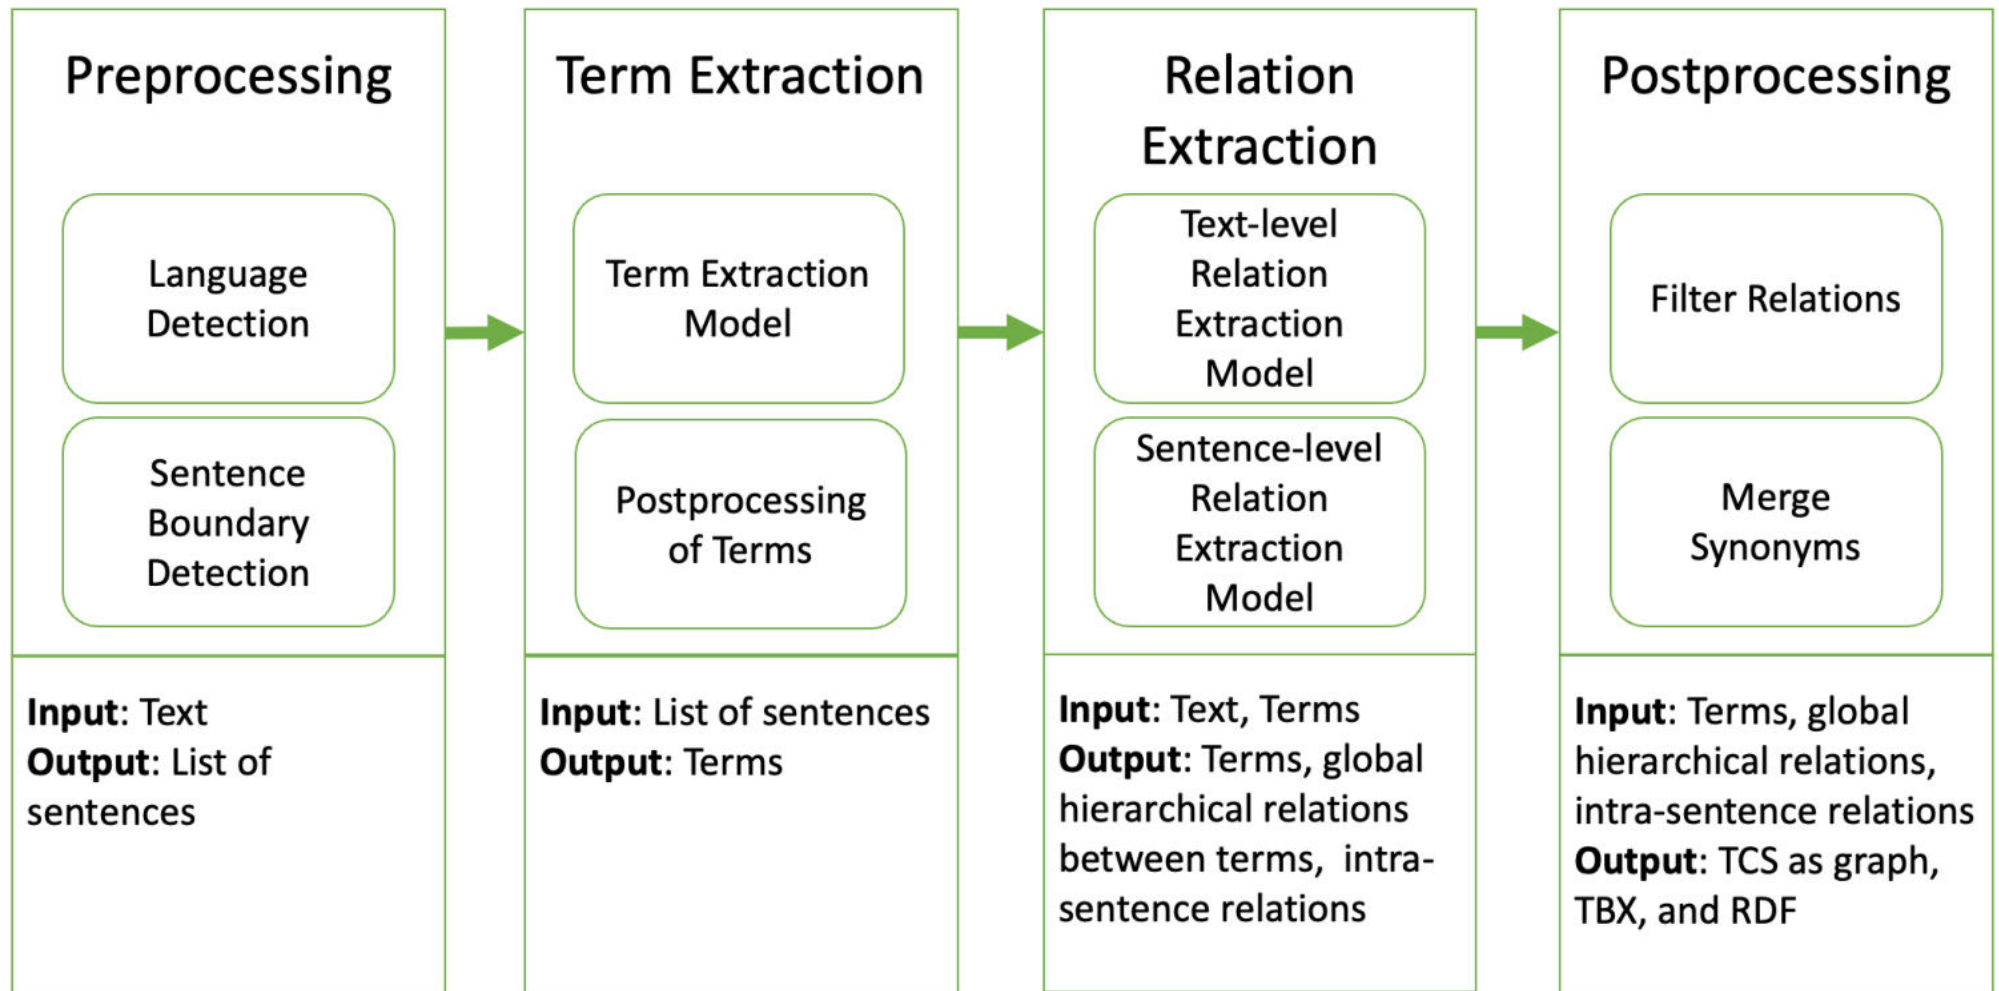 Preprocessing
Language
Detection
Sentence
Boundary
Detection
Input: Text
Output: List of
sentences
Term Extraction
Term Extraction
Model
Postprocessing
of Terms
Input: List of sentences
Output: Terms
Relation
Extraction
Text-level
Relation
Extraction
Model
Sentence-level
Relation
Extraction
Model
Input: Text, Terms
Output: Terms, global
hierarchical relations
between terms, intra-
sentence relations
Postprocessing
Filter Relations
Merge
Synonyms
Input: Terms, global
hierarchical relations,
intra-sentence relations
Output: TCS as graph,
TBX, and RDF